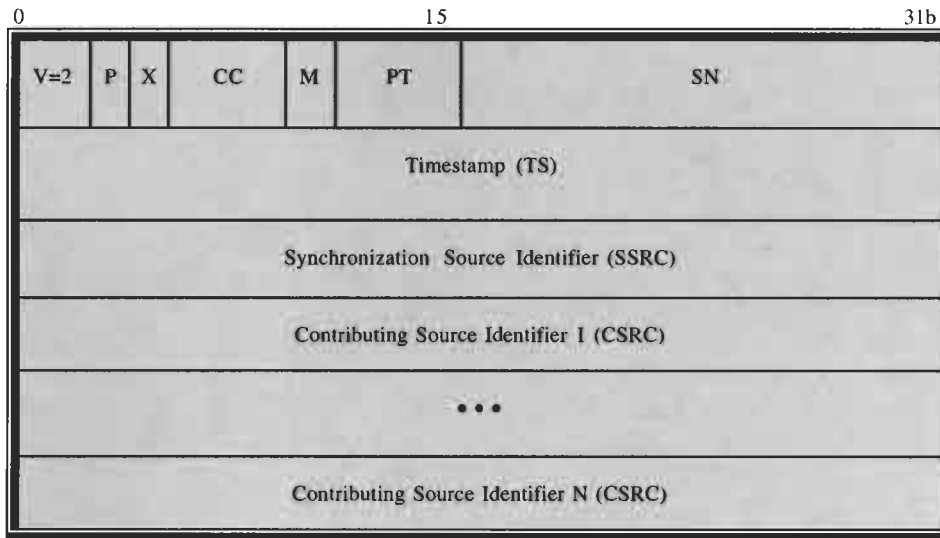 0 15 31b
V=2 P X CC M PT SN
Timestamp (TS)
Synchronization Source Identifier (SSRC)
Contributing Source Identifier I (CSRC)
•••
Contributing Source Identifier N (CSRC)